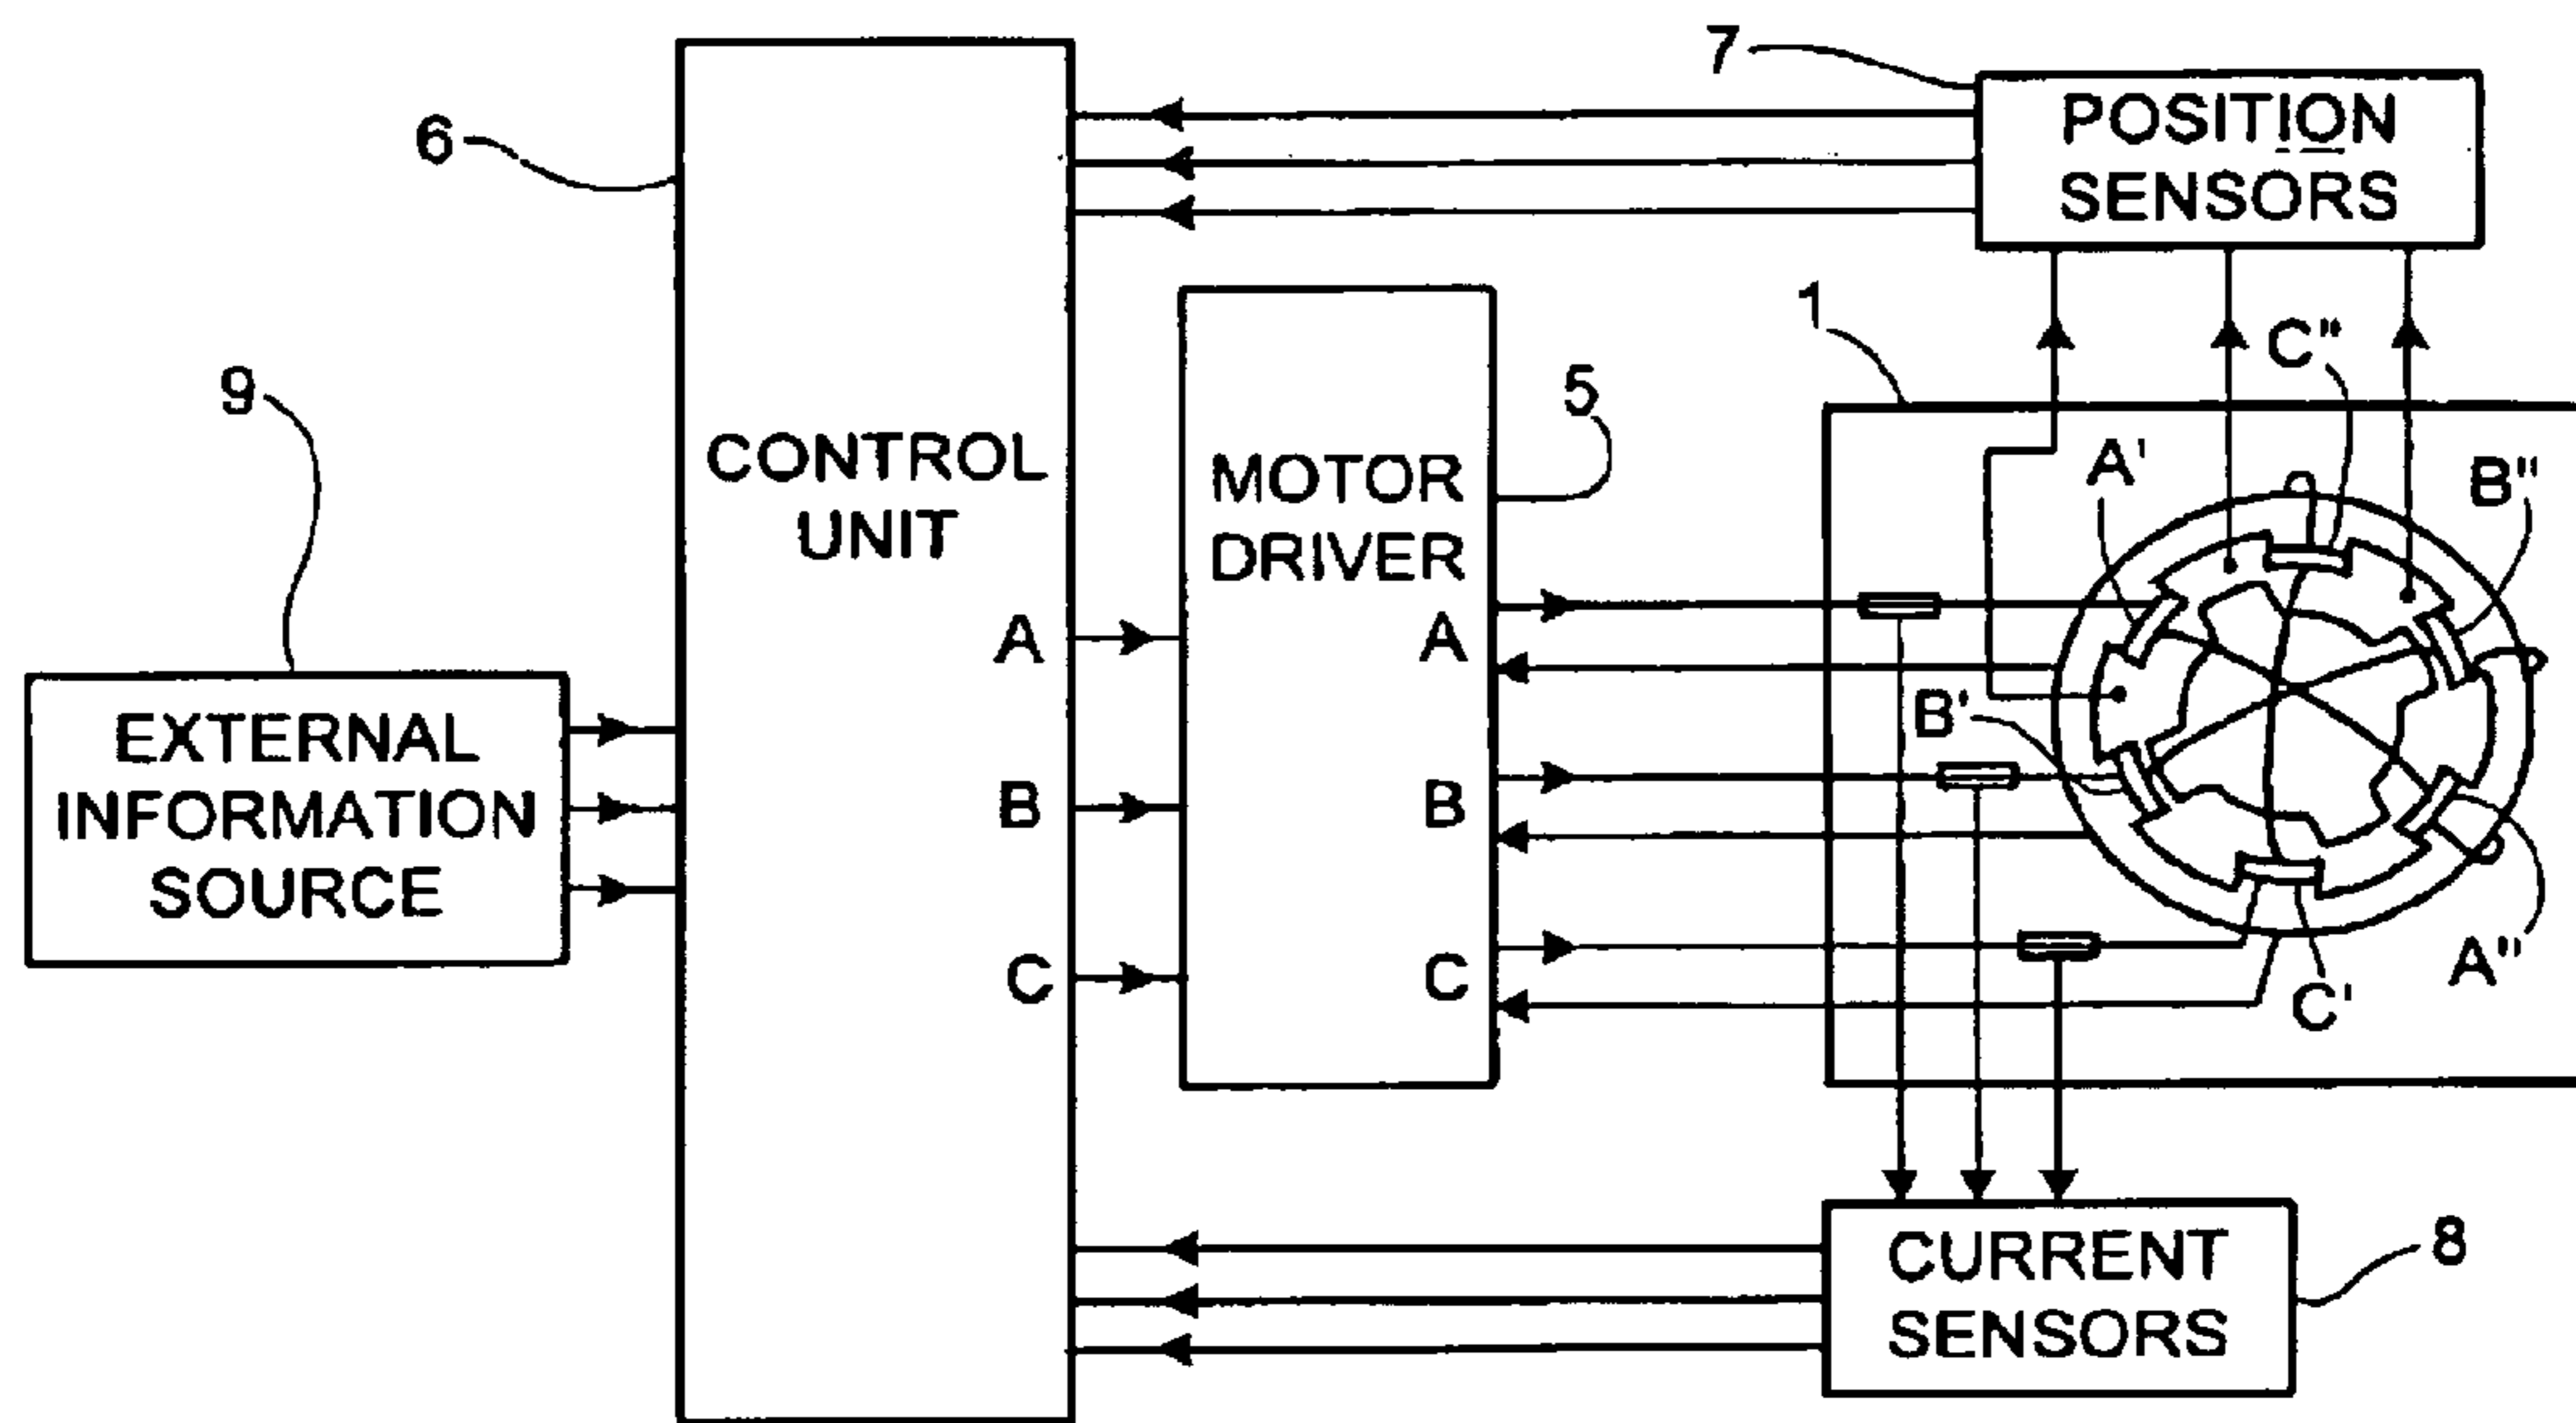 7
POSITION
SENSORS
6
1
C"
9
5
A'
B"
CONTROL
UNIT
MOTOR
DRIVER
A
A
B'
EXTERNAL
INFORMATION
SOURCE
B
B
C
C
A"
C'
CURRENT
SENSORS
8